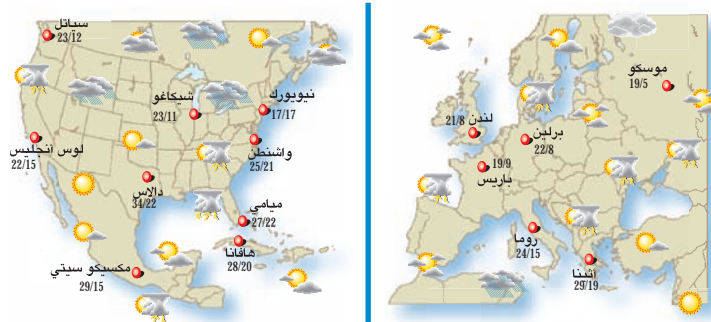 سياتل
23/12
شيكاغو
23/11
نيويورك
17/17
لوس أنجليس
22/15
واشنطن
25/21
دالاس
34/22
ميامي
27/22
هافانا
28/20
مكسيكو سيتي
29/15
موسكو
19/5
لندن 21/8
برلين
22/8
19/9
باريس
روما
24/15
أثينا
29/19